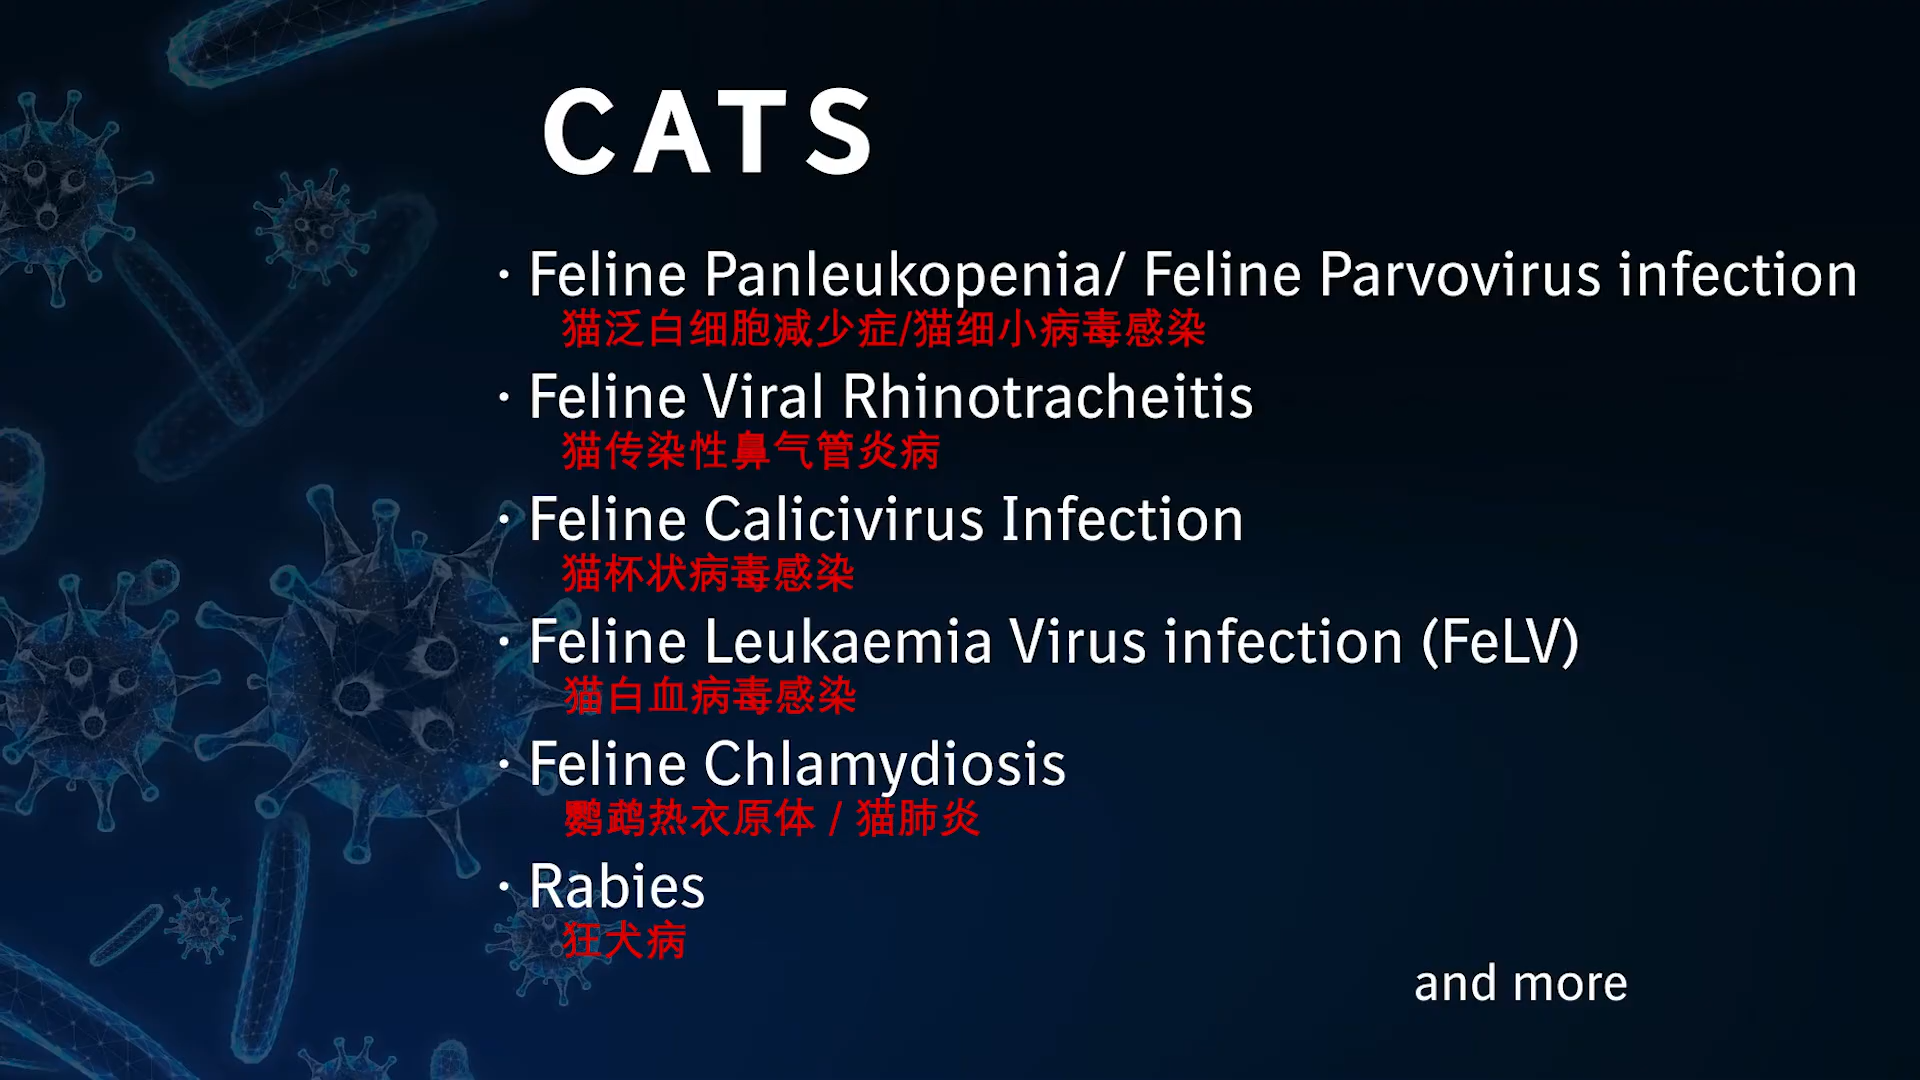 CATS
· Feline Panleukopenia/ Feline Parvovirus infection
猫泛白细胞减少症/猫细小病毒感染
· Feline Viral Rhinotracheitis
猫传染性鼻气管炎病
· Feline Calicivirus Infection
猫杯状病毒感染
· Feline Leukaemia Virus infection (FeLV)
猫白血病毒感染
· Feline Chlamydiosis
鹦鹉热衣原体 / 猫肺炎
· Rabies
狂犬病
and more